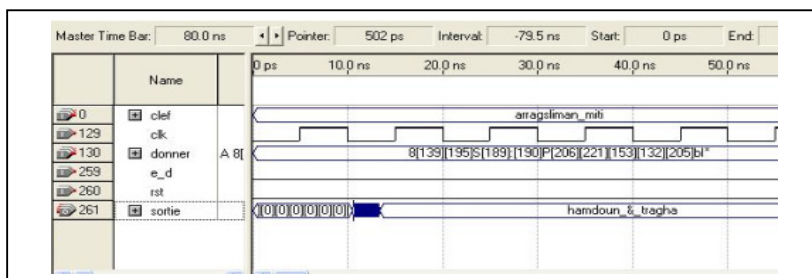 Master Time Bar: 80.0 ns Pointer: 502 ps Interval: -79.5 ns Start: 0 ps End:
Name
0 ps 10.0 ns 20.0 ns 30.0 ns 40.0 ns 50.0 ns
0 clef arragsliman_miti
129 clk
130 donner A 8[ 8[139][195]S[189]:[190]P[206][221][153][132][205]bl"
259 e_d
260 rst
261 sortie [0][0][0][0][0][0] hamdoun_&_tragha